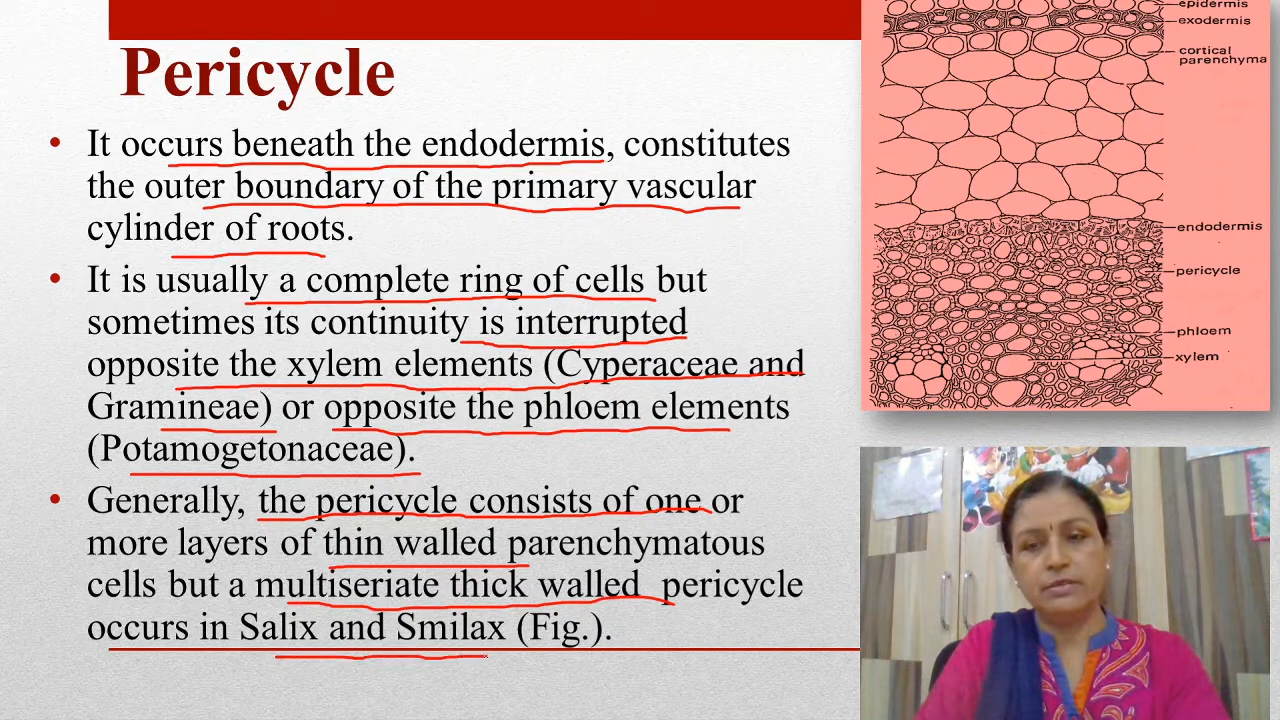 Pericycle
• It occurs beneath the endodermis, constitutes
the outer boundary of the primary vascular
cylinder of roots.
• It is usually a complete ring of cells but
sometimes its continuity is interrupted
opposite the xylem elements (Cyperaceae and
Gramineae) or opposite the phloem elements
(Potamogetonaceae).
• Generally, the pericycle consists of one or
more layers of thin walled parenchymatous
cells but a multiseriate thick walled pericycle
occurs in Salix and Smilax (Fig.).
epidermis
exodermis
cortical
parenchyma
endodermis
pericycle
phloem
xylem